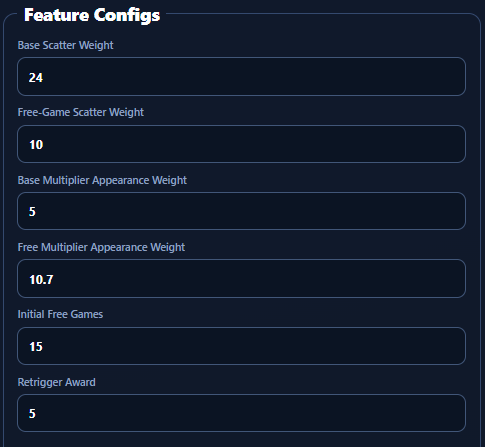 Feature Configs
Base Scatter Weight
24
Free-Game Scatter Weight
10
Base Multiplier Appearance Weight
5
Free Multiplier Appearance Weight
10.7
Initial Free Games
15
Retrigger Award
5